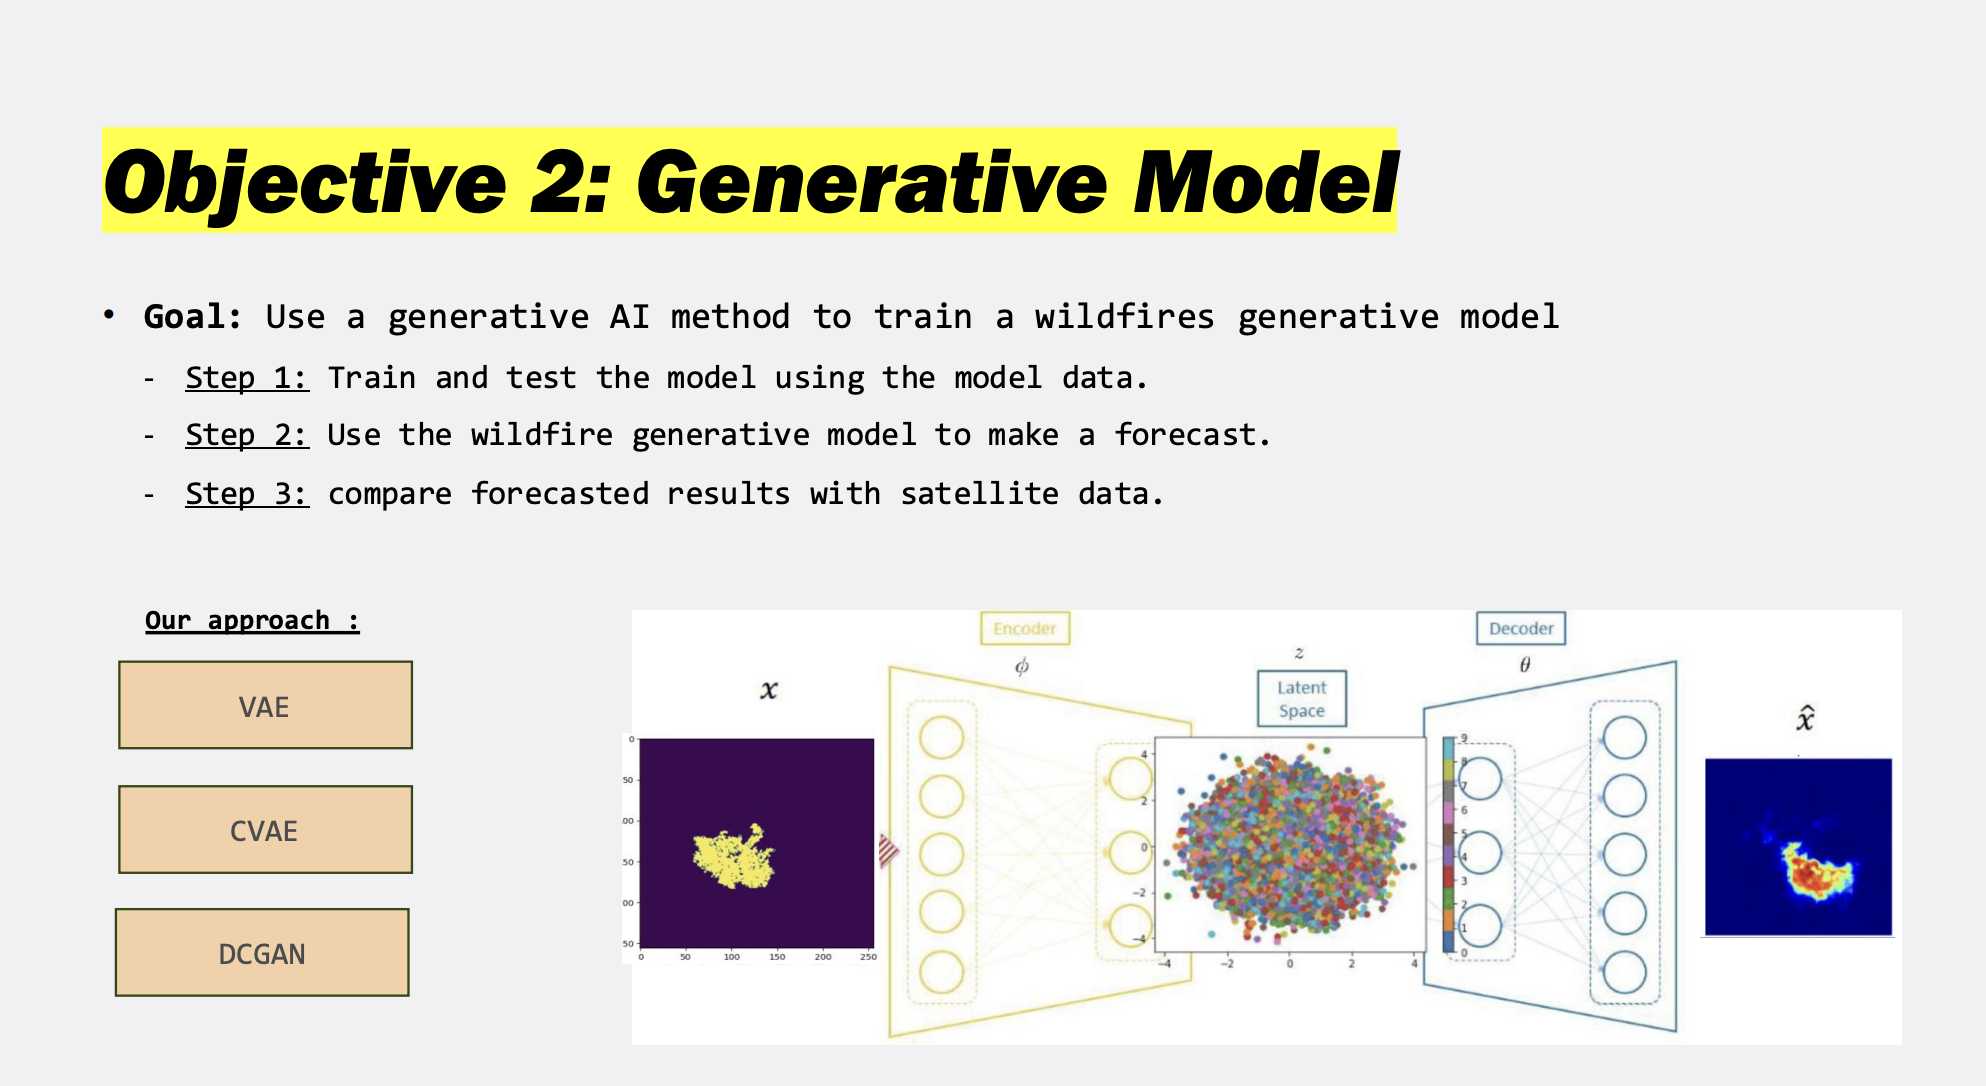 Objective 2: Generative Model
• Goal: Use a generative AI method to train a wildfires generative model
- Step 1: Train and test the model using the model data.
- Step 2: Use the wildfire generative model to make a forecast.
- Step 3: compare forecasted results with satellite data.
Our approach :
VAE
CVAE
DCGAN
x
0
50
00
50
00
50
0 50 100 150 200 250
Encoder
ϕ
z
Latent
Space
4
2
0
−2
−4
−4 −2 0 2 4
9
8
7
6
5
4
3
2
1
0
Decoder
θ
x̂